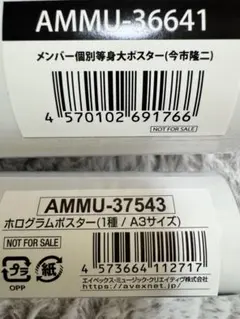 AMMU-36641
メンバー個別等身大ポスター(今市隆二)
4 570102 691766
NOT FOR SALE
AMMU-37543
ホログラムポスター(1種 / A3サイズ)
NOT FOR SALE
プラ 紙
OPP
4 573664 112717
エイベックス・ミュージック・クリエイティヴ株式会社
https://avexnet.jp/